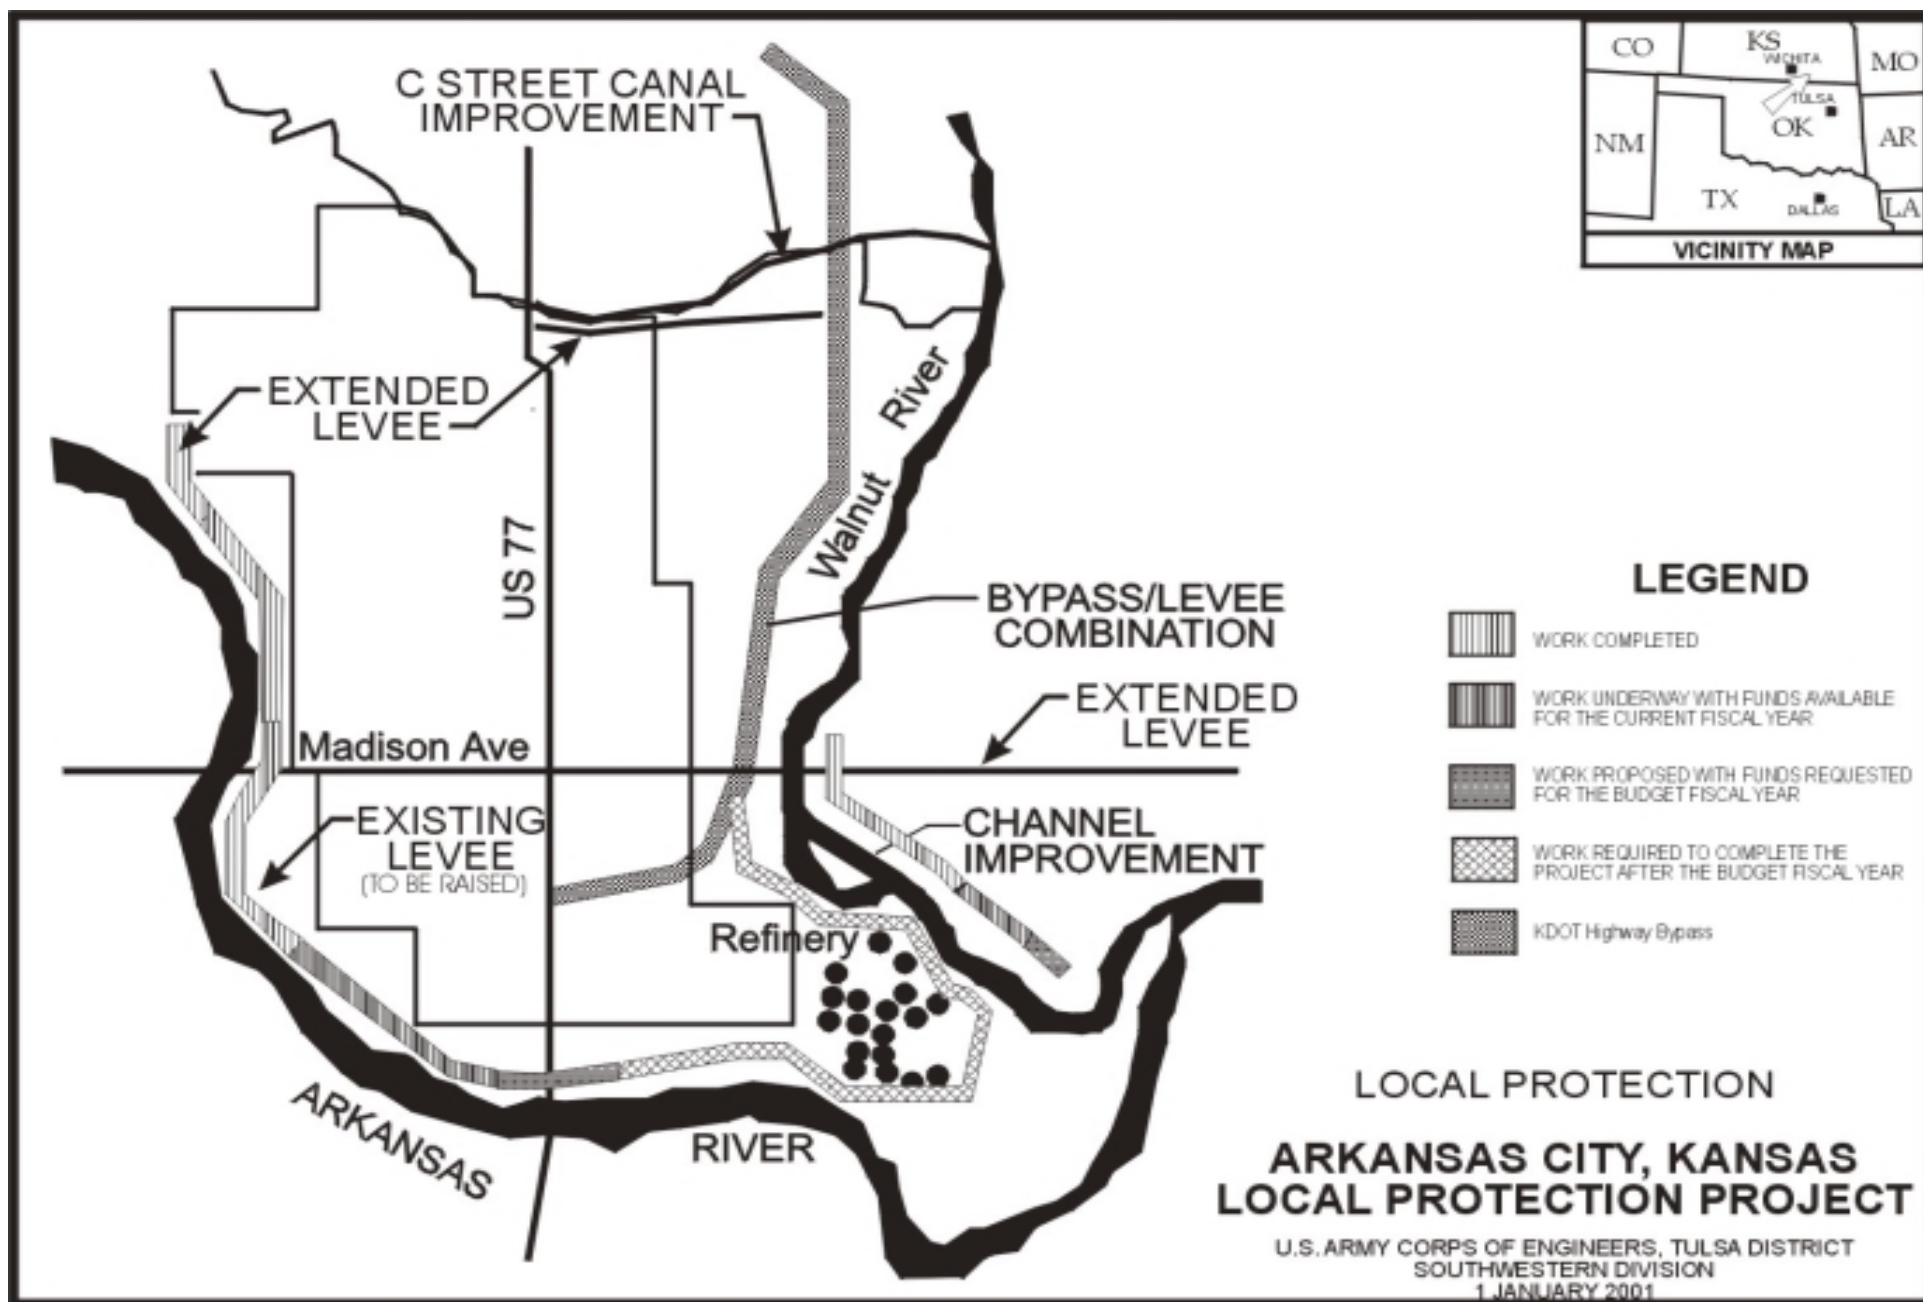 C STREET CANAL
IMPROVEMENT
CO
KS
WICHITA
MO
TULSA
NM
OK
AR
TX
DALLAS
LA
VICINITY MAP
EXTENDED
LEVEE
River
Walnut
US 77
BYPASS/LEVEE
COMBINATION
EXTENDED
LEVEE
Madison Ave
EXISTING
LEVEE
(TO BE RAISED)
CHANNEL
IMPROVEMENT
Refinery
ARKANSAS
RIVER
LEGEND
WORK COMPLETED
WORK UNDERWAY WITH FUNDS AVAILABLE
FOR THE CURRENT FISCAL YEAR
WORK PROPOSED WITH FUNDS REQUESTED
FOR THE BUDGET FISCAL YEAR
WORK REQUIRED TO COMPLETE THE
PROJECT AFTER THE BUDGET FISCAL YEAR
KDOT Highway Bypass
LOCAL PROTECTION
ARKANSAS CITY, KANSAS
LOCAL PROTECTION PROJECT
U.S. ARMY CORPS OF ENGINEERS, TULSA DISTRICT
SOUTHWESTERN DIVISION
1 JANUARY 2001